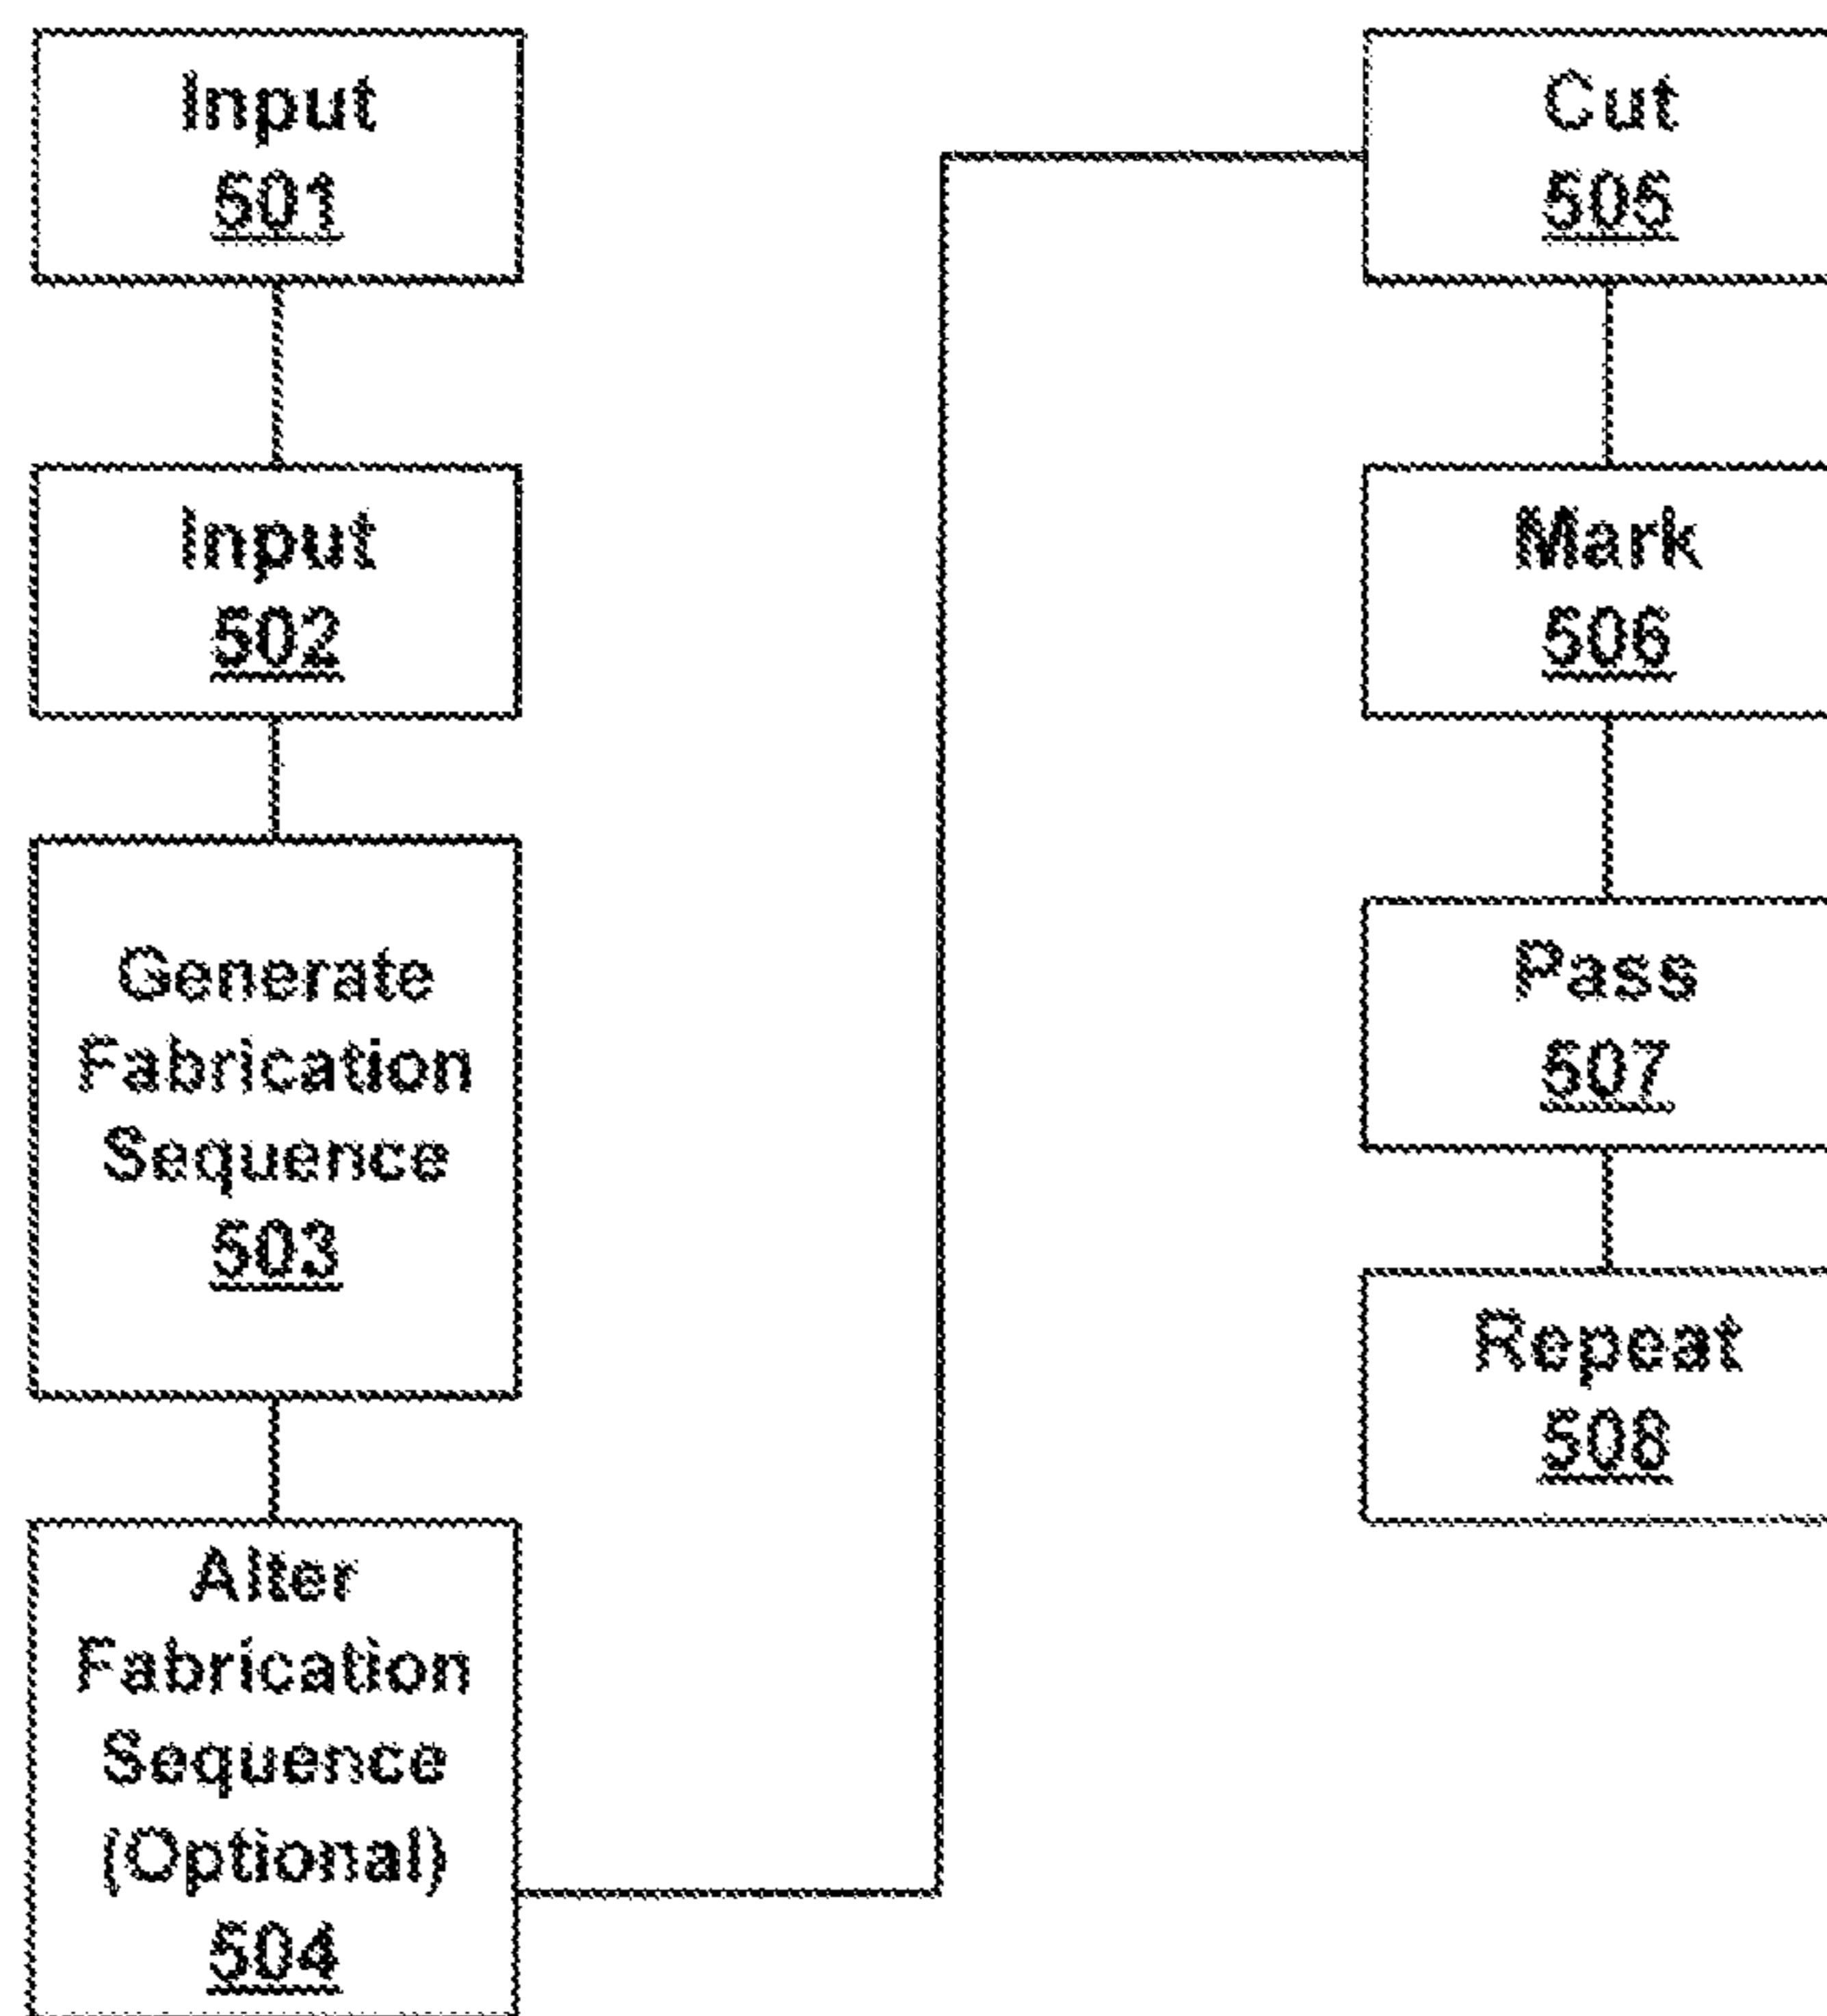 Input
501
Input
502
Generate
Fabrication
Sequence
503
Alter
Fabrication
Sequence
(Optional)
504
Cut
505
Mark
506
Pass
507
Repeat
508